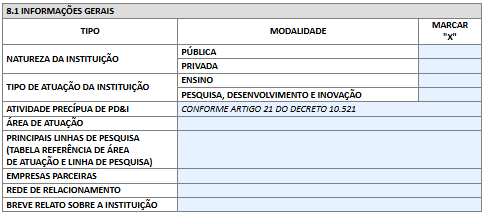 8.1 INFORMAÇÕES GERAIS
TIPO MODALIDADE MARCAR "X"
NATUREZA DA INSTITUIÇÃO
PÚBLICA
PRIVADA
TIPO DE ATUAÇÃO DA INSTITUIÇÃO
ENSINO
PESQUISA, DESENVOLVIMENTO E INOVAÇÃO
ATIVIDADE PRECÍPUA DE PD&I CONFORME ARTIGO 21 DO DECRETO 10.521
ÁREA DE ATUAÇÃO
PRINCIPAIS LINHAS DE PESQUISA
(TABELA REFERÊNCIA DE ÁREA
DE ATUAÇÃO E LINHA DE PESQUISA)
EMPRESAS PARCEIRAS
REDE DE RELACIONAMENTO
BREVE RELATO SOBRE A INSTITUIÇÃO